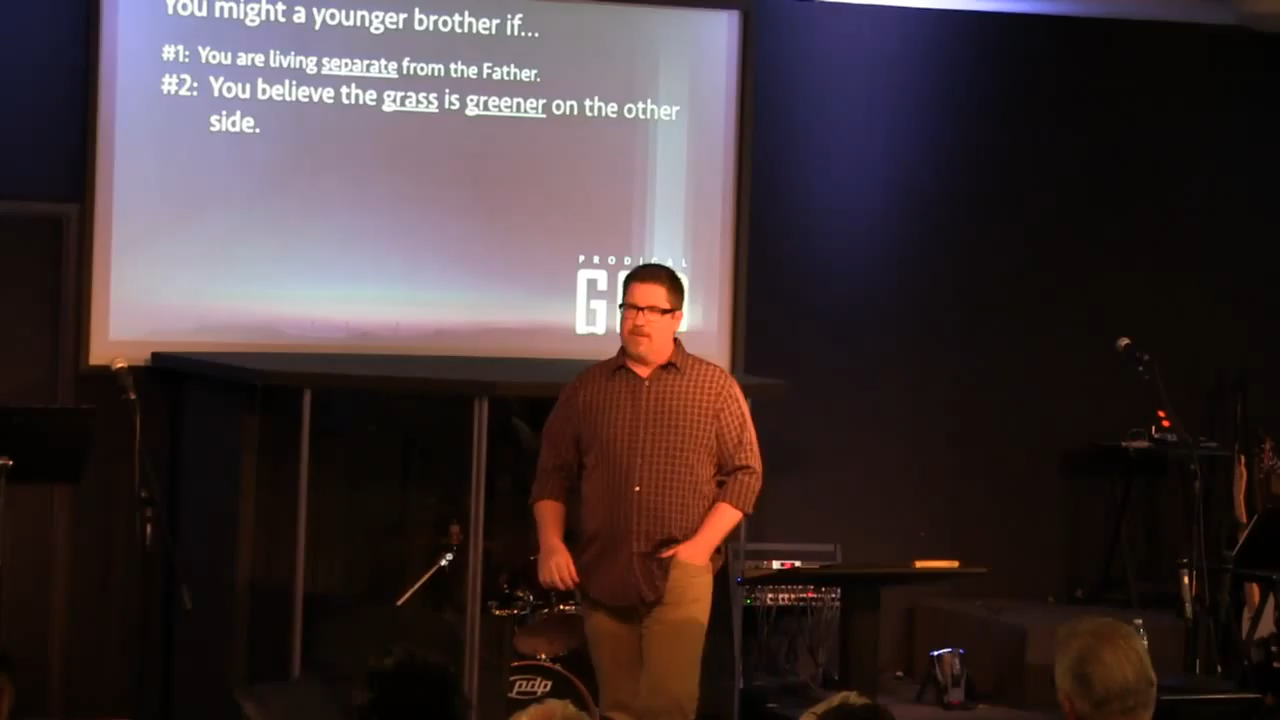 You might a younger brother if...
#1: You are living separate from the Father.
#2: You believe the grass is greener on the other
side.
PRODIGAL
G
pdp